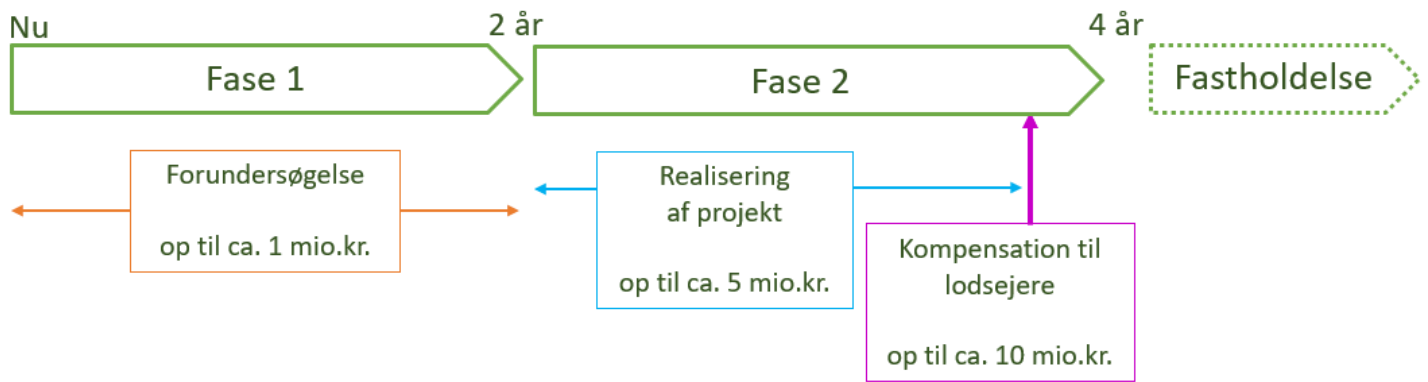 Nu
2 år
4 år
Fase 1
Fase 2
Fastholdelse
Forundersøgelse
op til ca. 1 mio.kr.
Realisering
af projekt
op til ca. 5 mio.kr.
Kompensation til
lodsejere
op til ca. 10 mio.kr.